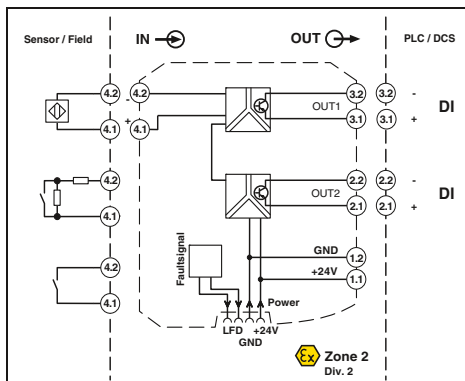 Sensor / Field
IN
OUT
PLC / DCS
4.2
- 4.2
3.2
3.2 -
OUT1
DI
4.1
+ 4.1
3.1
3.1 +
4.2
2.2
2.2 -
OUT2
DI
4.1
2.1
2.1 +
Faultsignal
GND
1.2
4.2
+24V
1.1
4.1
Power
LFD +24V
GND
Ex Zone 2
Div. 2